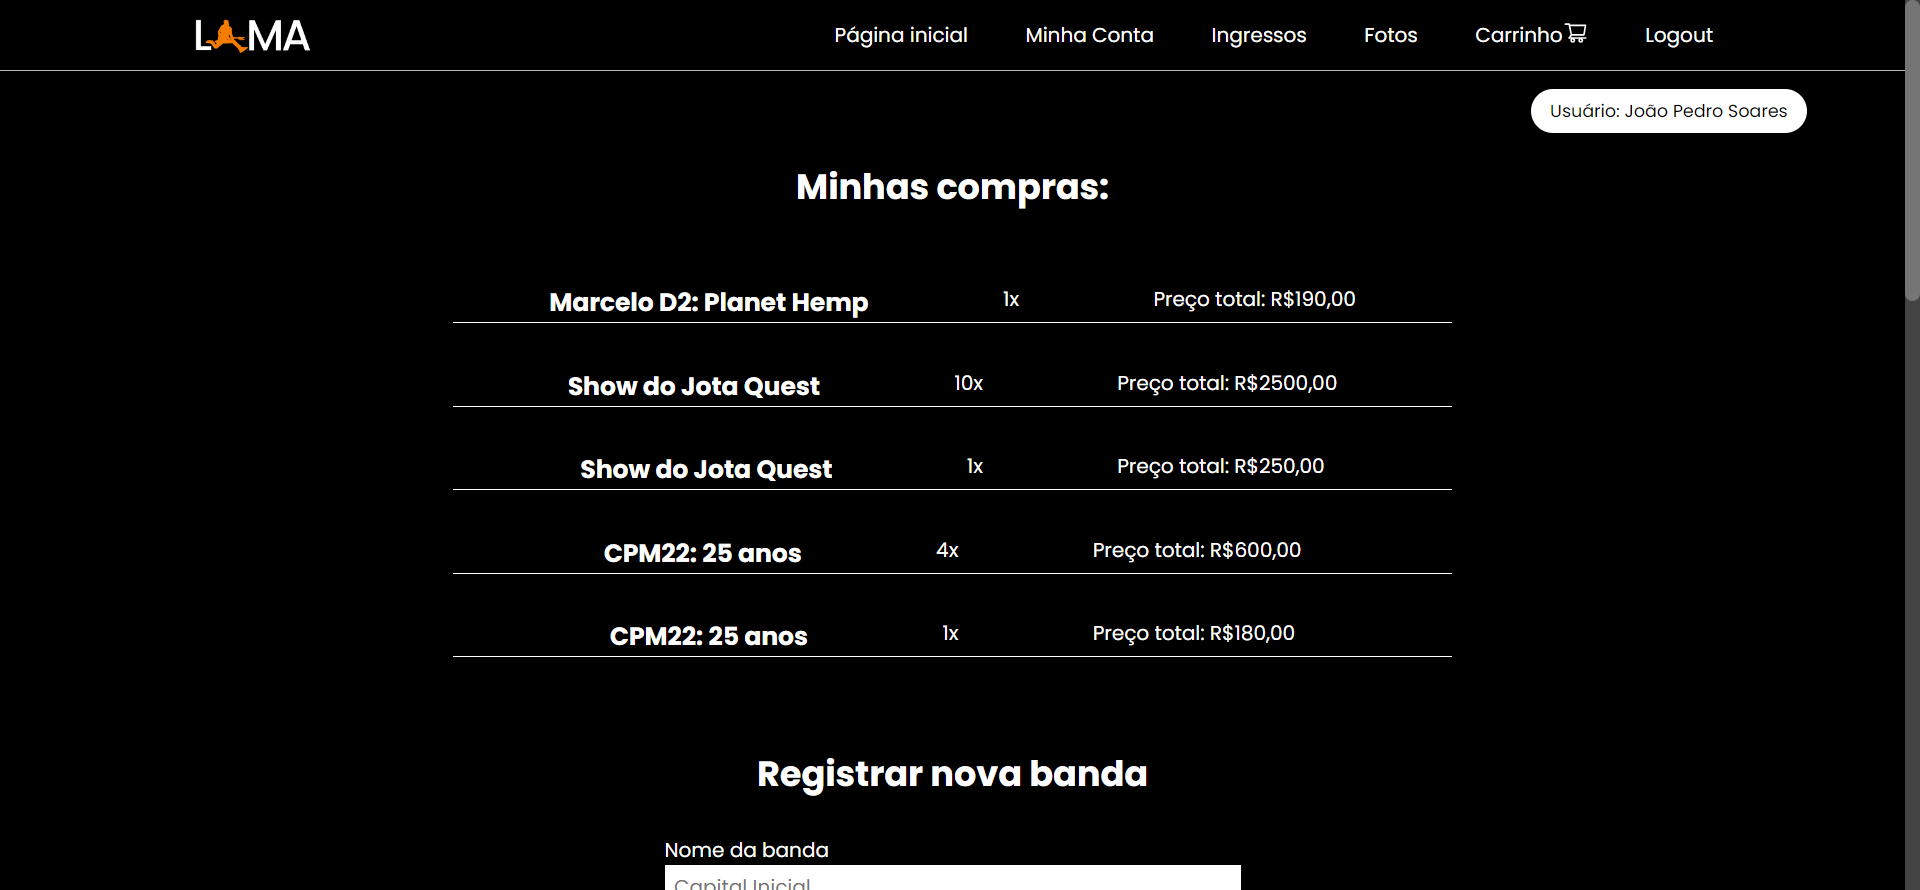 LAMA
Página inicial Minha Conta Ingressos Fotos Carrinho Logout
Usuário: João Pedro Soares
Minhas compras:
Marcelo D2: Planet Hemp 1x Preço total: R$190,00
Show do Jota Quest 10x Preço total: R$2500,00
Show do Jota Quest 1x Preço total: R$250,00
CPM22: 25 anos 4x Preço total: R$600,00
CPM22: 25 anos 1x Preço total: R$180,00
Registrar nova banda
Nome da banda
Capital Inicial